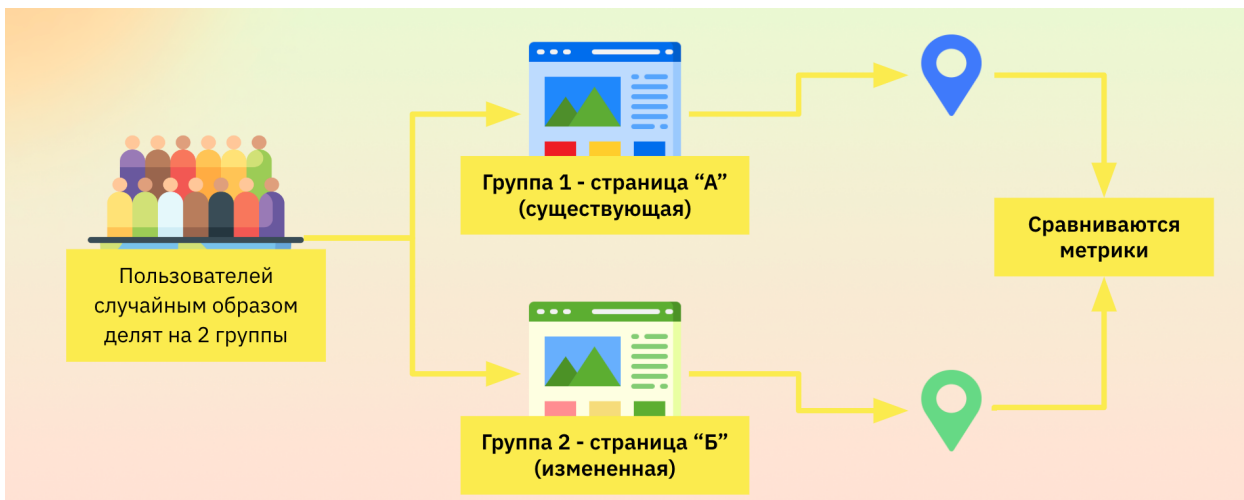 Пользователей
случайным образом
делят на 2 группы
Группа 1 - страница “А”
(существующая)
Группа 2 - страница “Б”
(измененная)
Сравниваются
метрики